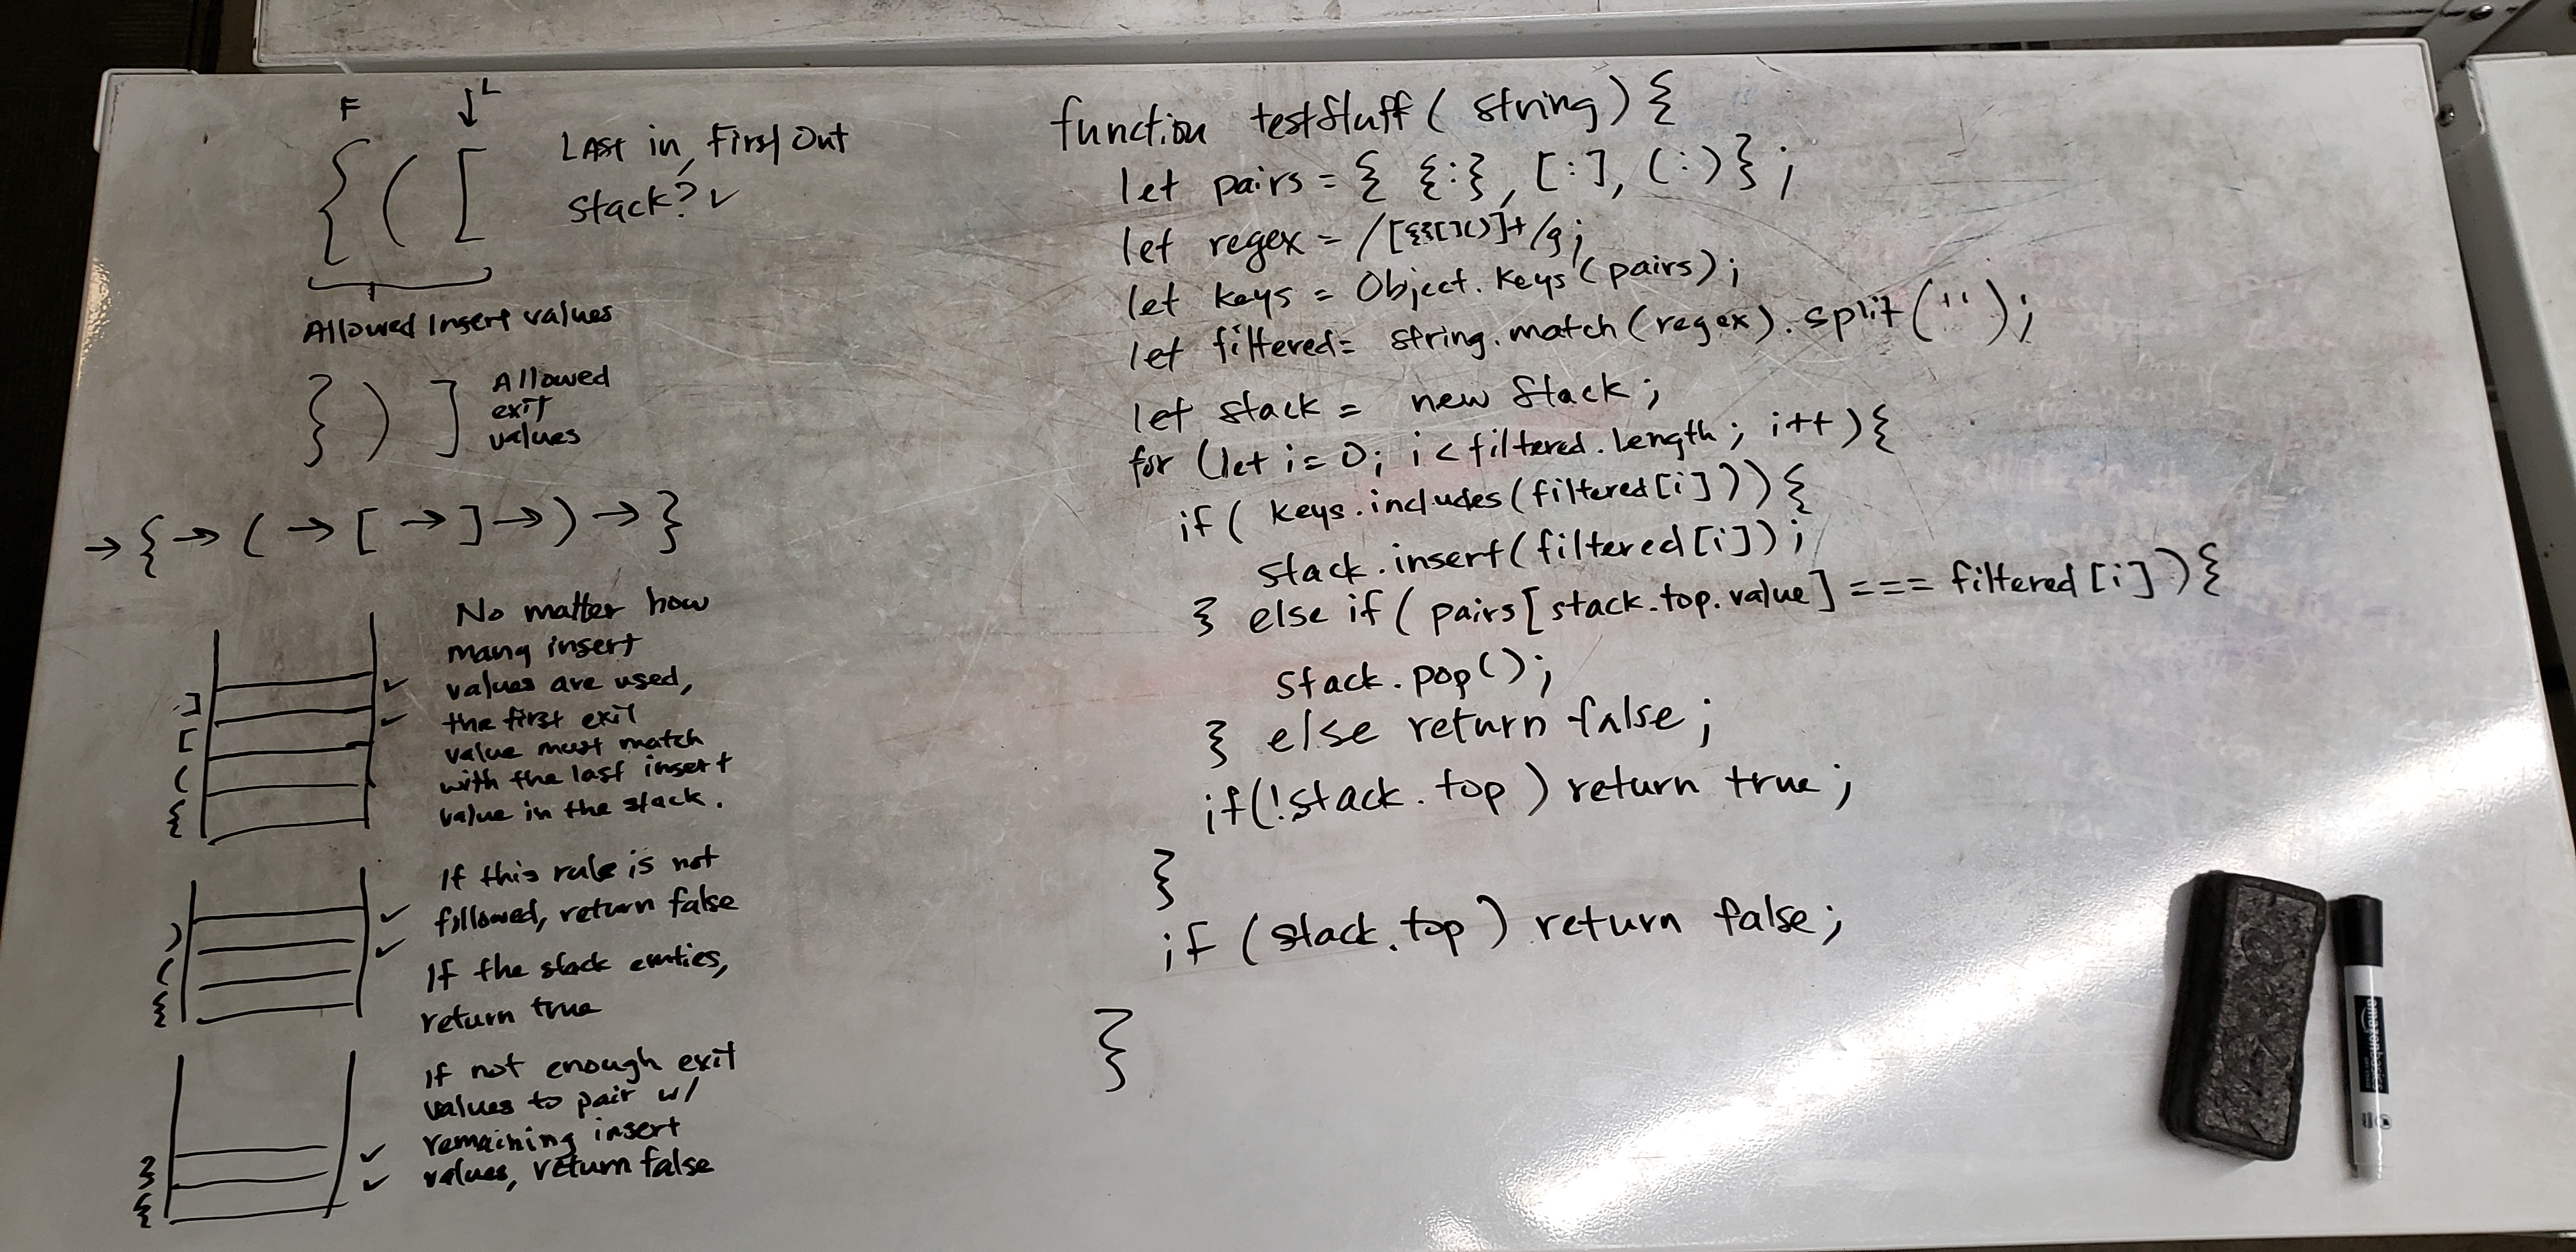 F → L
{ ( [
Last in, first out
stack? ✓
Allowed insert values
} ) ]
Allowed
exit
values
→ { → ( → [ → ] → ) → }
]
[
(
{
No matter how
many insert
values are used,
the first exit
value must match
with the last insert
value in the stack.
)
(
{
If this rule is not
followed, return false
If the stack emties,
return true
}
{
If not enough exit
values to pair w/
remaining insert
values, return false
function testStuff(string){
let pairs = { {:}, [:], (:)};
let regex = /[{}[]()]+/g;
let keys = Object.keys(pairs);
let filtered = string.match(regex).split('');
let stack = new Stack;
for (let i = 0; i < filtered.length; i++){
if (keys.includes(filtered[i])){
stack.insert(filtered[i]);
} else if (pairs[stack.top.value] === filtered[i]){
stack.pop();
} else return false;
if(!stack.top) return true;
}
if (stack.top) return false;
}
amazonbasics